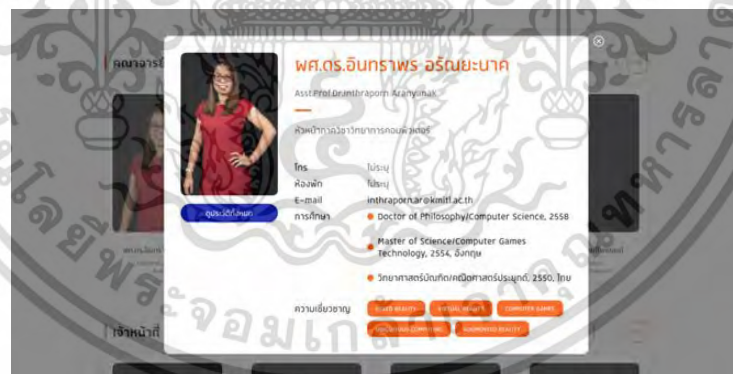 คณาจารย์
ผศ.ดร.อินทราพร อรัณยะนาค
Asst.Prof.Dr.Inthraporn Aranyanak
หัวหน้าภาควิชาวิทยาการคอมพิวเตอร์
โทร ไม่ระบุ
ห้องพัก ไม่ระบุ
E-mail inthraporn.ar@kmitl.ac.th
การศึกษา Doctor of Philosophy/Computer Science, 2558
Master of Science/Computer Games
Technology, 2554, อังกฤษ
วิทยาศาสตร์บัณฑิต/คณิตศาสตร์ประยุกต์, 2550, ไทย
ดูประวัติทั้งหมด
ความเชี่ยวชาญ MIXED REALITY VIRTUAL REALITY COMPUTER GAMES
UBIQUITOUS COMPUTING AUGMENTED REALITY
เจ้าหน้าที่